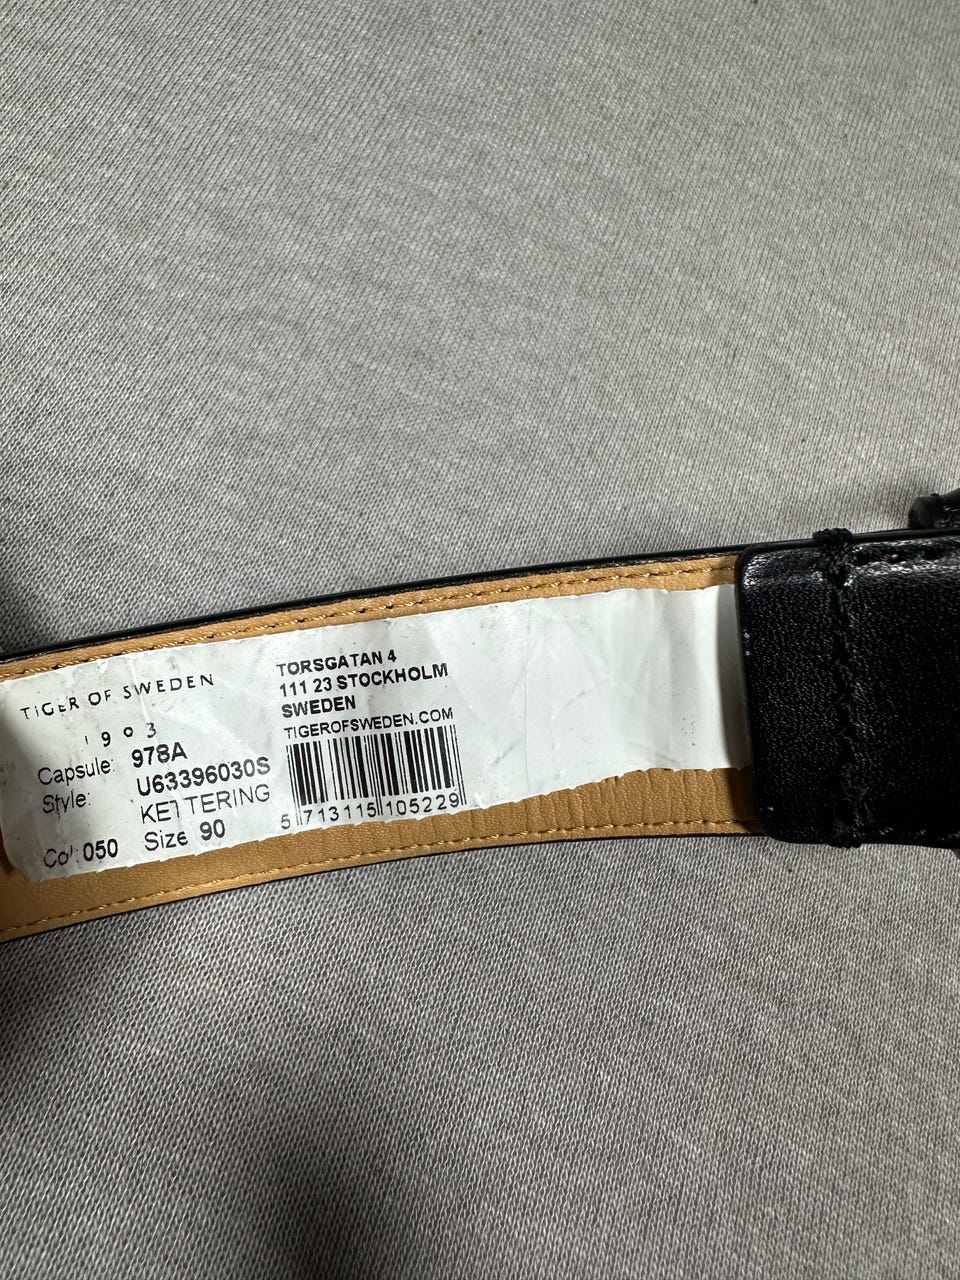 TIGER OF SWEDEN
1903
Capsule: 978A
Style: U63396030S
KETTERING
Col: 050 Size 90
TORSGATAN 4
111 23 STOCKHOLM
SWEDEN
TIGEROFSWEDEN.COM
5 713115 105229